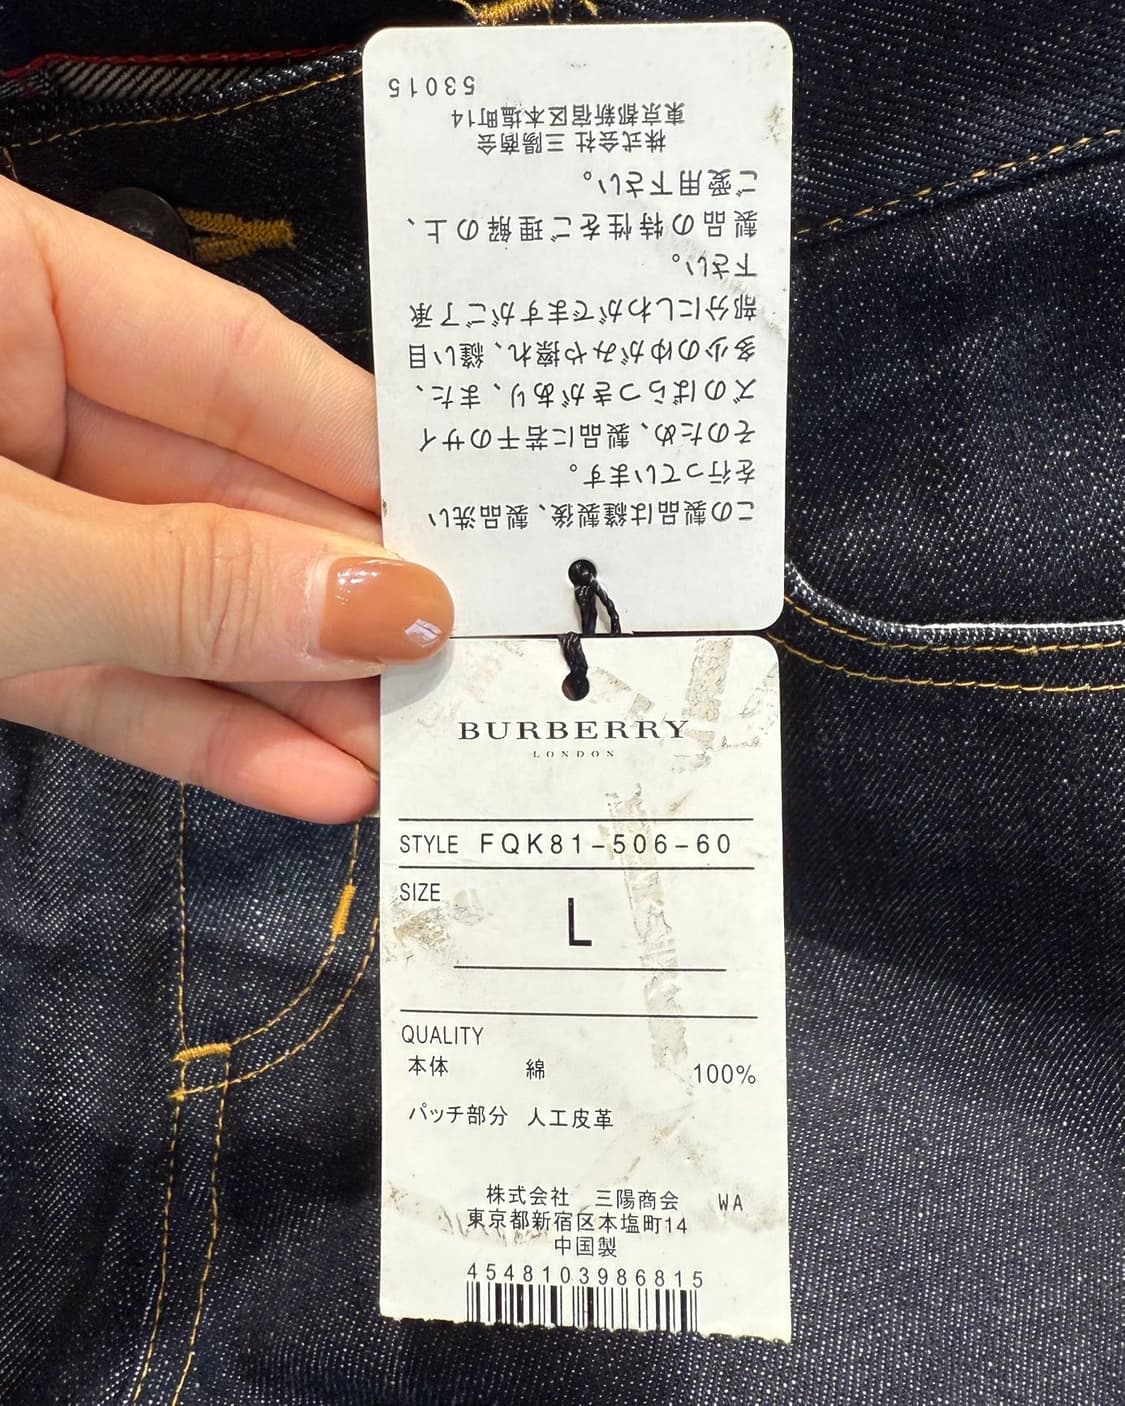 この製品は縫製後、製品洗い
を行っています。
そのため、製品に若干のサイ
ズのばらつきがあり、また、
多少のゆがみや擦れ、縫い目
部分にしわがでますがご了承
下さい。
製品の特性をご理解の上、
ご愛用下さい。
株式会社 三陽商会
東京都新宿区本塩町14
53015
BURBERRY
LONDON
STYLE FQK81-506-60
SIZE
L
QUALITY
本体 綿 100%
パッチ部分 人工皮革
株式会社 三陽商会 WA
東京都新宿区本塩町14
中国製
4548103986815